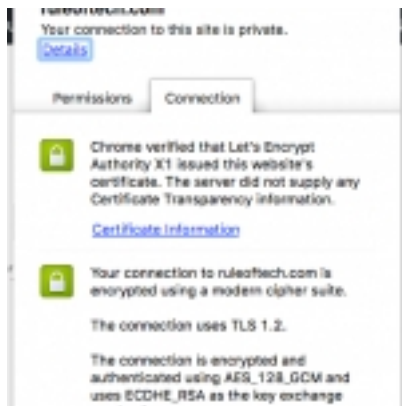 ruleoftech.com
Your connection to this site is private.
Details
Permissions
Connection
Chrome verified that Let's Encrypt
Authority X1 issued this website's
certificate. The server did not supply any
Certificate Transparency information.
Certificate Information
Your connection to ruleoftech.com is
encrypted using a modern cipher suite.
The connection uses TLS 1.2.
The connection is encrypted and
authenticated using AES_128_GCM and
uses ECDHE_RSA as the key exchange